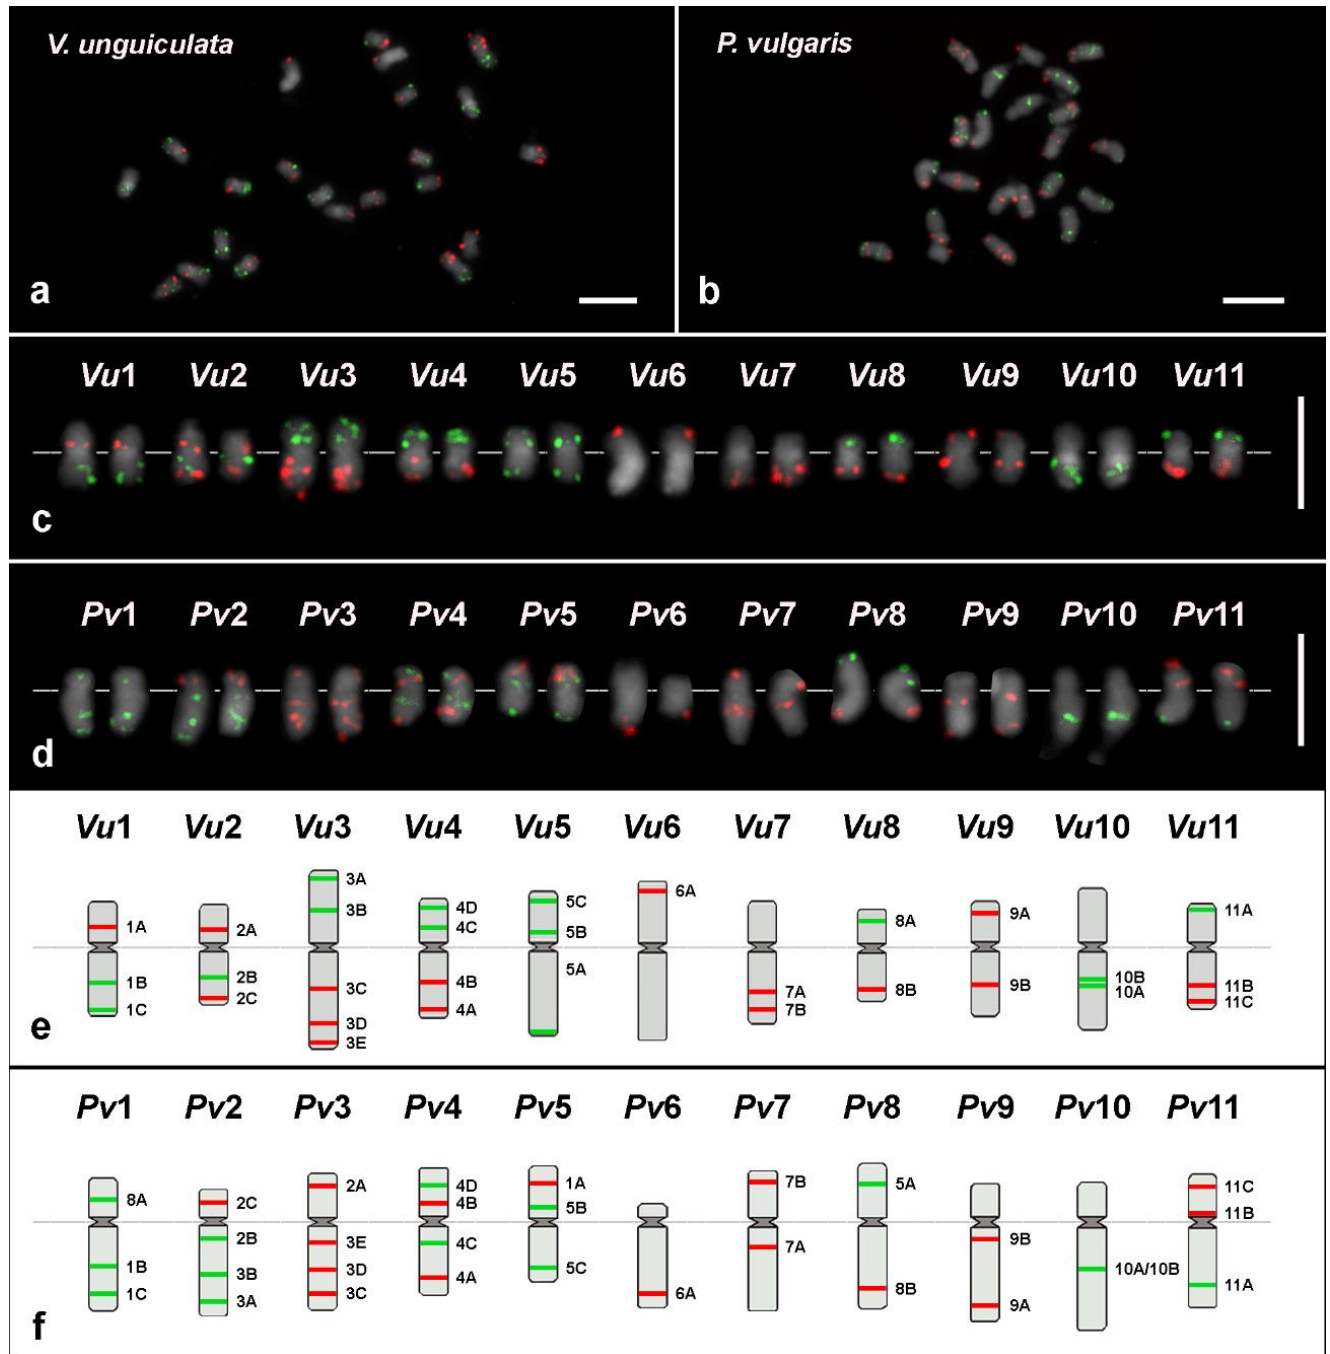 V. unguiculata
a
P. vulgaris
b
Vu1 Vu2 Vu3 Vu4 Vu5 Vu6 Vu7 Vu8 Vu9 Vu10 Vu11
c
Pv1 Pv2 Pv3 Pv4 Pv5 Pv6 Pv7 Pv8 Pv9 Pv10 Pv11
d
Vu1 Vu2 Vu3 Vu4 Vu5 Vu6 Vu7 Vu8 Vu9 Vu10 Vu11
1A
1B
1C
2A
2B
2C
3A
3B
3C
3D
3E
4D
4C
4B
4A
5C
5B
5A
6A
7A
7B
8A
8B
9A
9B
10B
10A
11A
11B
11C
e
Pv1 Pv2 Pv3 Pv4 Pv5 Pv6 Pv7 Pv8 Pv9 Pv10 Pv11
8A
1B
1C
2C
2B
3B
3A
2A
3E
3D
3C
4D
4B
4C
4A
1A
5B
5C
6A
7B
7A
5A
8B
9B
9A
10A/10B
11C
11B
11A
f